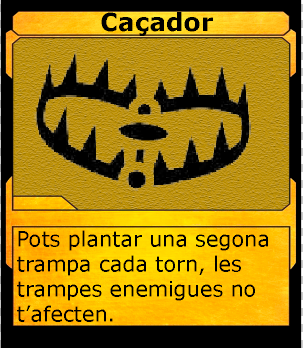 Caçador
Pots plantar una segona
trampa cada torn, les
trampes enemigues no
t'afecten.